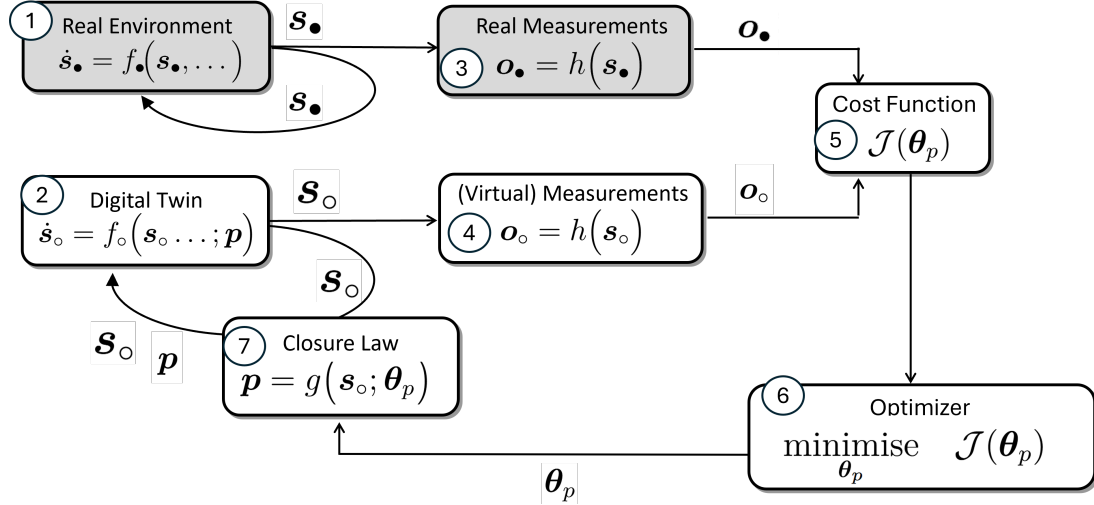 1
Real Environment
ṡ● = f●(s●, . . . )
s●
s●
Real Measurements
3
o● = h(s●)
o●
Cost Function
5
𝒥(θp)
2
Digital Twin
ṡ○ = f○(s○ . . . ; p)
s○
(Virtual) Measurements
4
o○ = h(s○)
o○
s○
s○
p
7
Closure Law
p = g(s○; θp)
6
Optimizer
minimise 𝒥(θp)
θp
θp